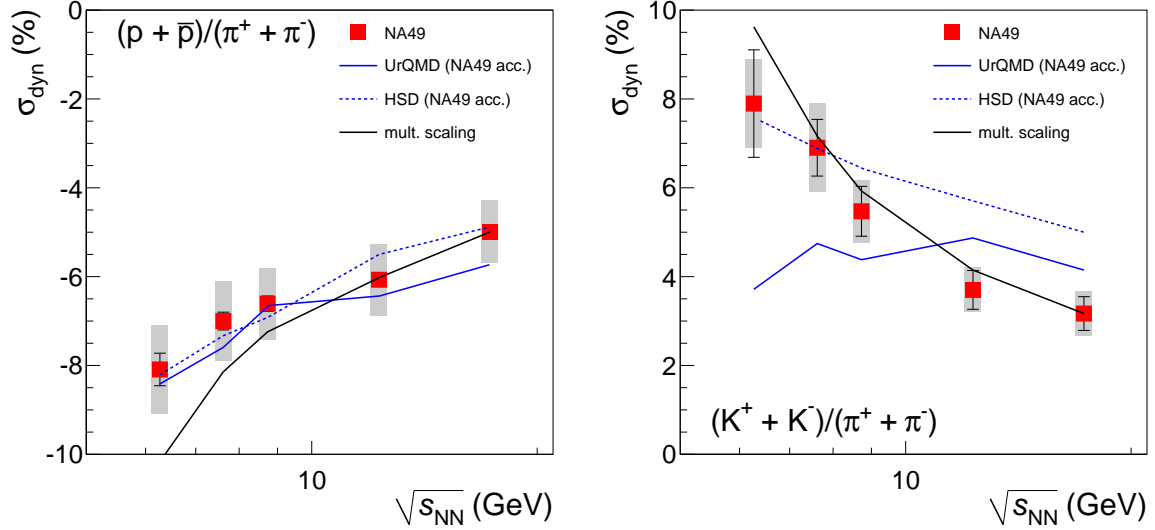 (p + p̅)/(π⁺ + π⁻)
σdyn (%)
NA49
UrQMD (NA49 acc.)
HSD (NA49 acc.)
mult. scaling
0
-2
-4
-6
-8
-10
10
√sNN (GeV)
σdyn (%)
NA49
UrQMD (NA49 acc.)
HSD (NA49 acc.)
mult. scaling
10
8
6
4
2
0
(K⁺ + K⁻)/(π⁺ + π⁻)
10
√sNN (GeV)